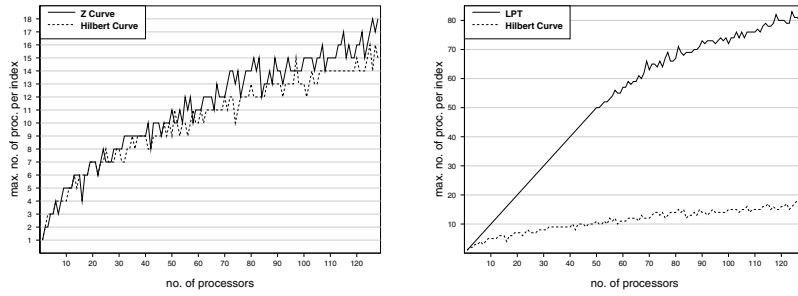 Z Curve
Hilbert Curve
max. no of proc. per index
18
17
16
15
14
13
12
11
10
9
8
7
6
5
4
3
2
1
10 20 30 40 50 60 70 80 90 100 110 120
no. of processors
LPT
Hilbert Curve
max. no. of proc. per index
80
70
60
50
40
30
20
10
10 20 30 40 50 60 70 80 90 100 110 120
no. of processors